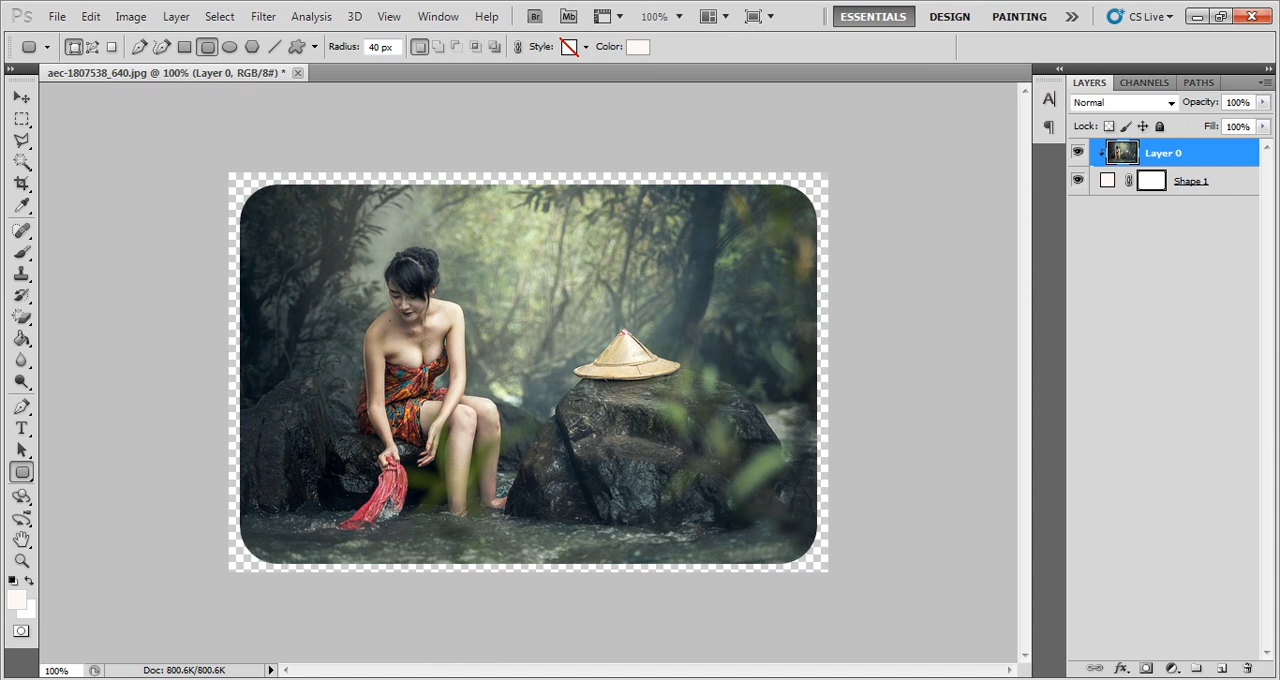 Ps File Edit Image Layer Select Filter Analysis 3D View Window Help Br Mb 100% ESSENTIALS DESIGN PAINTING CS Live
Radius: 40 px Style: Color:
aec-1807538_640.jpg @ 100% (Layer 0, RGB/8#) *
LAYERS CHANNELS PATHS
Normal Opacity: 100%
Lock: Fill: 100%
Layer 0
Shape 1
100% Doc: 800.6K/800.6K